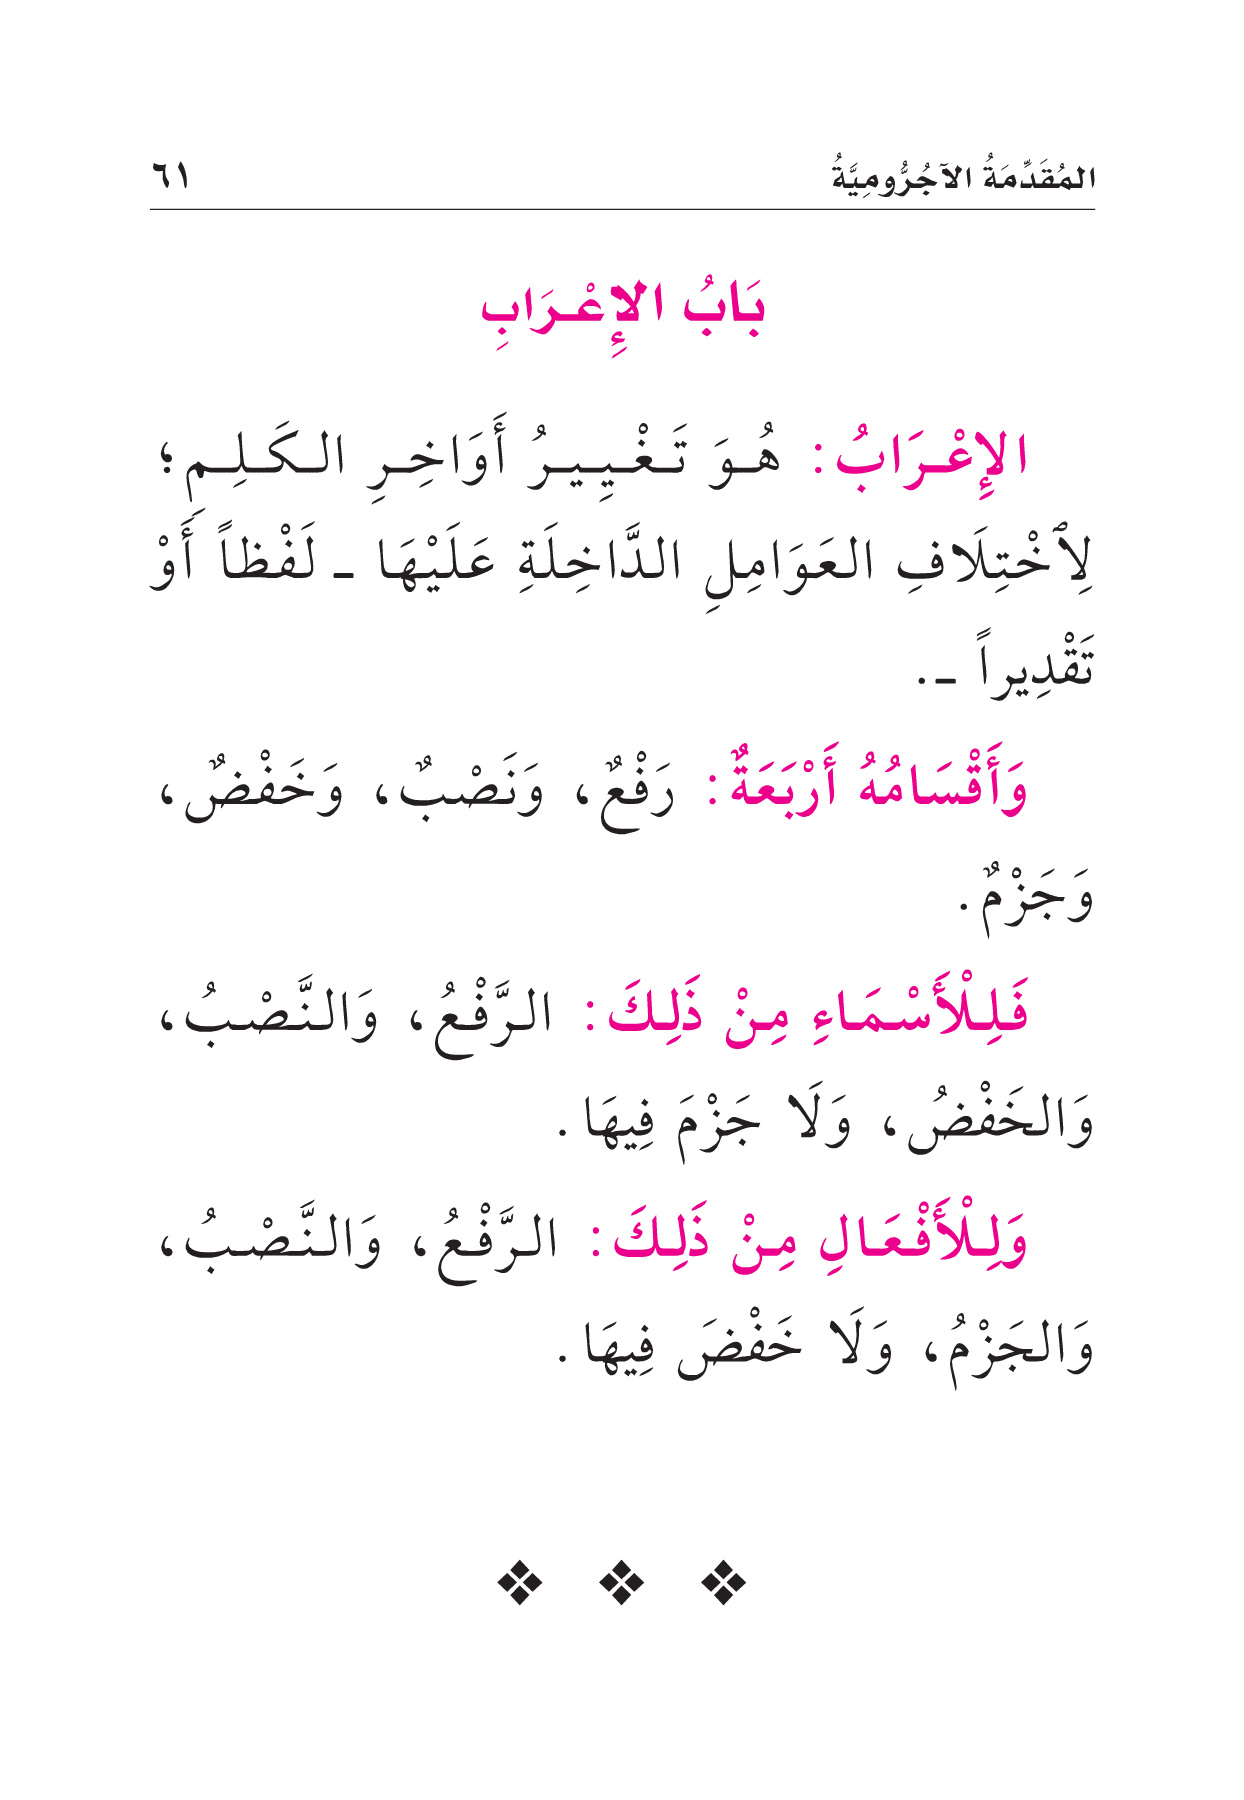 المُقَدِّمَةُ الآجُرُّومِيَّةُ ٦١
بَابُ الإِعْرَابِ
الإِعْرَابُ: هُوَ تَغْيِيرُ أَوَاخِرِ الكَلِمِ؛
لِٱخْتِلَافِ العَوَامِلِ الدَّاخِلَةِ عَلَيْهَا ـ لَفْظاً أَوْ
تَقْدِيراً ـ.
وَأَقْسَامُهُ أَرْبَعَةٌ: رَفْعٌ، وَنَصْبٌ، وَخَفْضٌ،
وَجَزْمٌ.
فَلِلْأَسْمَاءِ مِنْ ذَلِكَ: الرَّفْعُ، وَالنَّصْبُ،
وَالخَفْضُ، وَلَا جَزْمَ فِيهَا.
وَلِلْأَفْعَالِ مِنْ ذَلِكَ: الرَّفْعُ، وَالنَّصْبُ،
وَالجَزْمُ، وَلَا خَفْضَ فِيهَا.